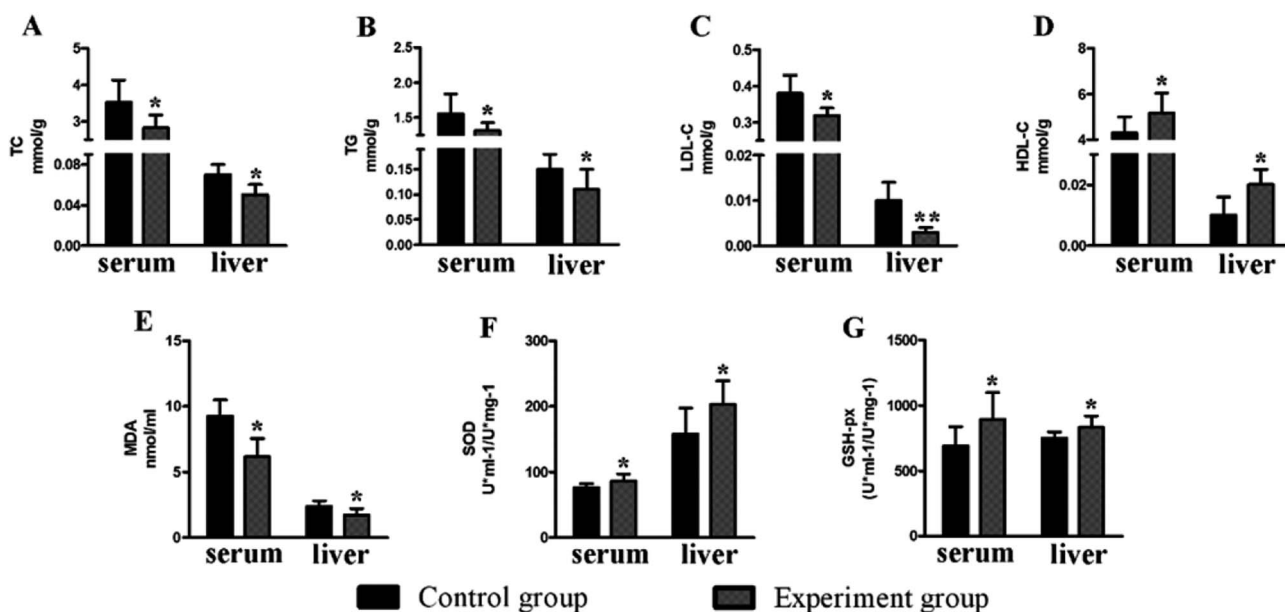 A
TC
mmol/g
5
4
3
0.08
0.04
0.00
*
*
serum liver
B
TG
mmol/g
2.5
2.0
1.5
0.15
0.10
0.05
0.00
*
*
serum liver
C
LDL-C
mmol/g
0.5
0.4
0.3
0.02
0.01
0.00
*
**
serum liver
D
HDL-C
mmol/g
8
6
4
0.02
0.00
*
*
serum liver
E
MDA
nmol/ml
15
10
5
0
*
*
serum liver
F
SOD
U*ml-1/U*mg-1
300
200
100
0
*
*
serum liver
G
GSH-px
(U*ml-1/U*mg-1)
1500
1000
500
0
*
*
serum liver
Control group Experiment group